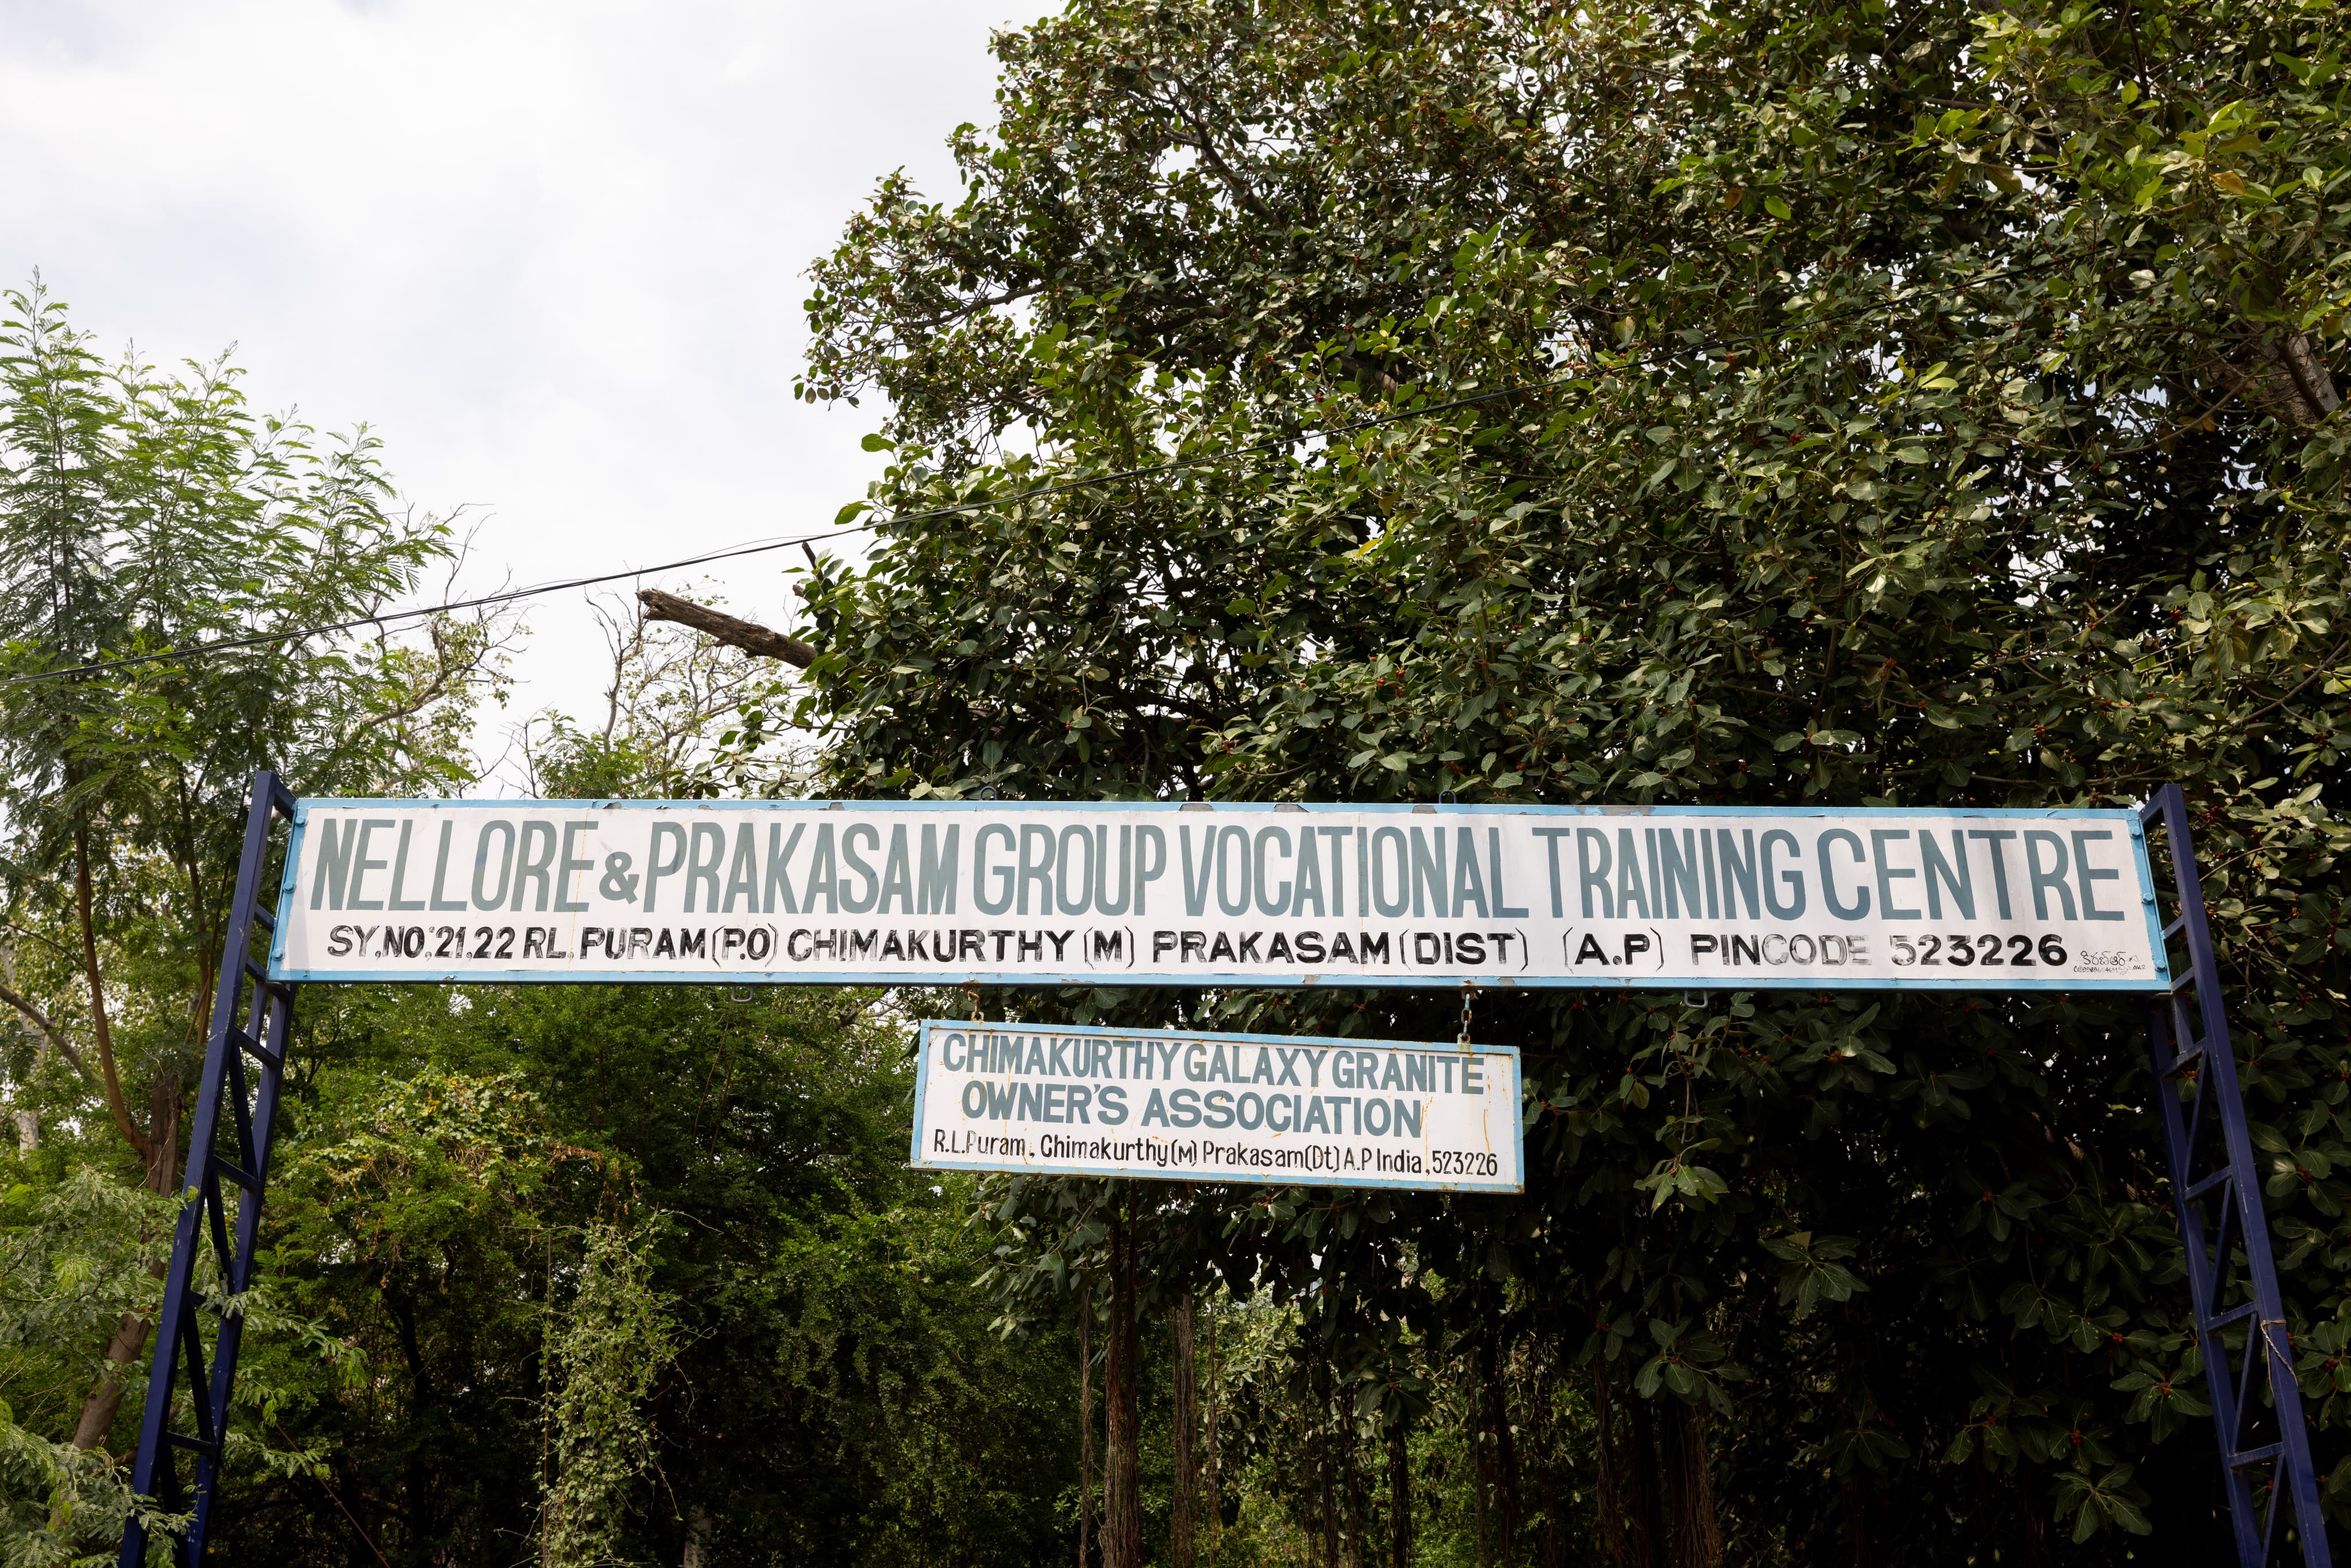 NELLORE & PRAKASAM GROUP VOCATIONAL TRAINING CENTRE
SY.NO:21.22 RL PURAM (P.O) CHIMAKURTHY (M) PRAKASAM (DIST) (A.P) PINCODE 523226
CHIMAKURTHY GALAXY GRANITE
OWNER'S ASSOCIATION
R.L.Puram, Chimakurthy (M) Prakasam (Dt) A.P India, 523226